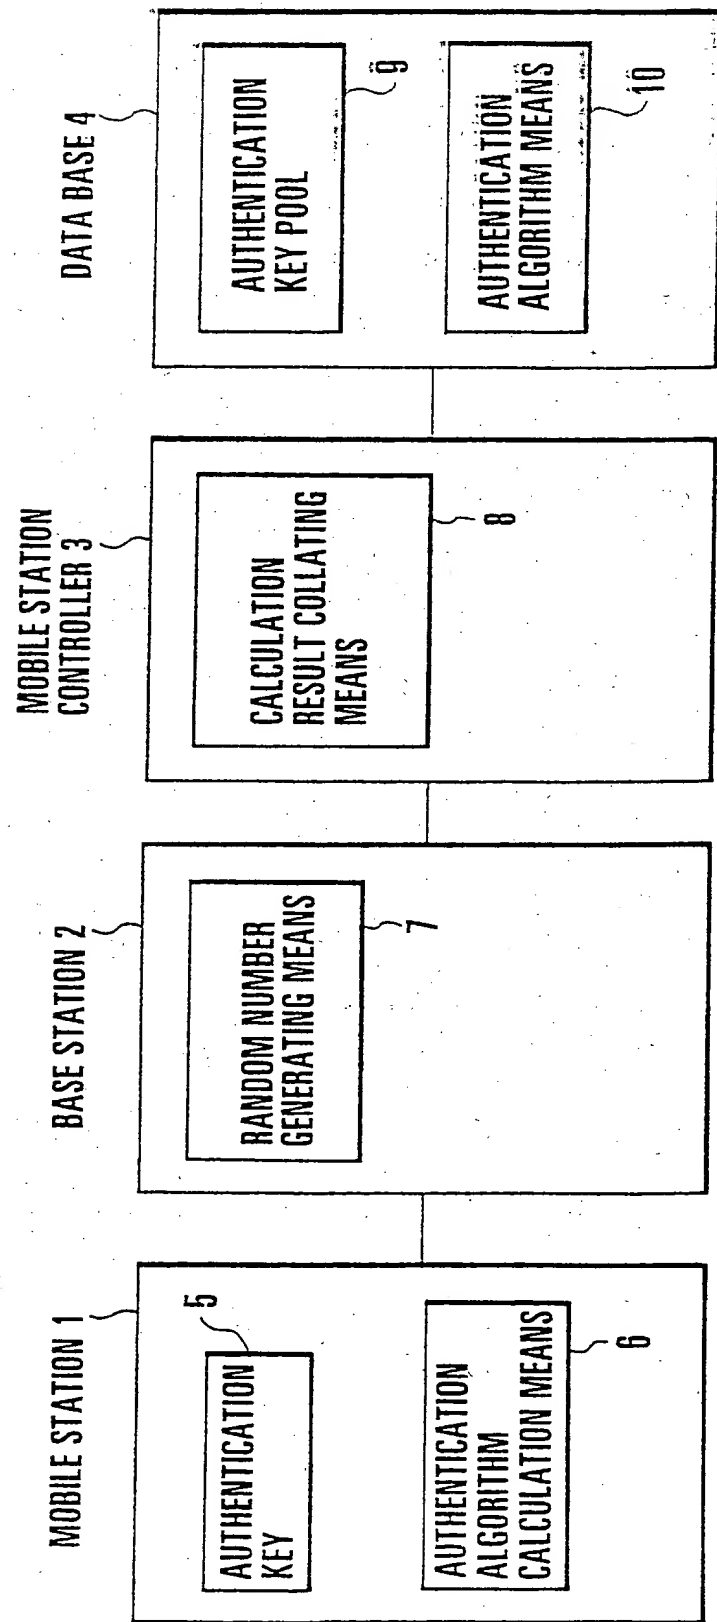 MOBILE STATION 1
AUTHENTICATION
KEY
5
AUTHENTICATION
ALGORITHM
CALCULATION MEANS
6
BASE STATION 2
RANDOM NUMBER
GENERATING MEANS
7
MOBILE STATION
CONTROLLER 3
CALCULATION
RESULT COLLATING
MEANS
8
DATA BASE 4
AUTHENTICATION
KEY POOL
9
AUTHENTICATION
ALGORITHM MEANS
10